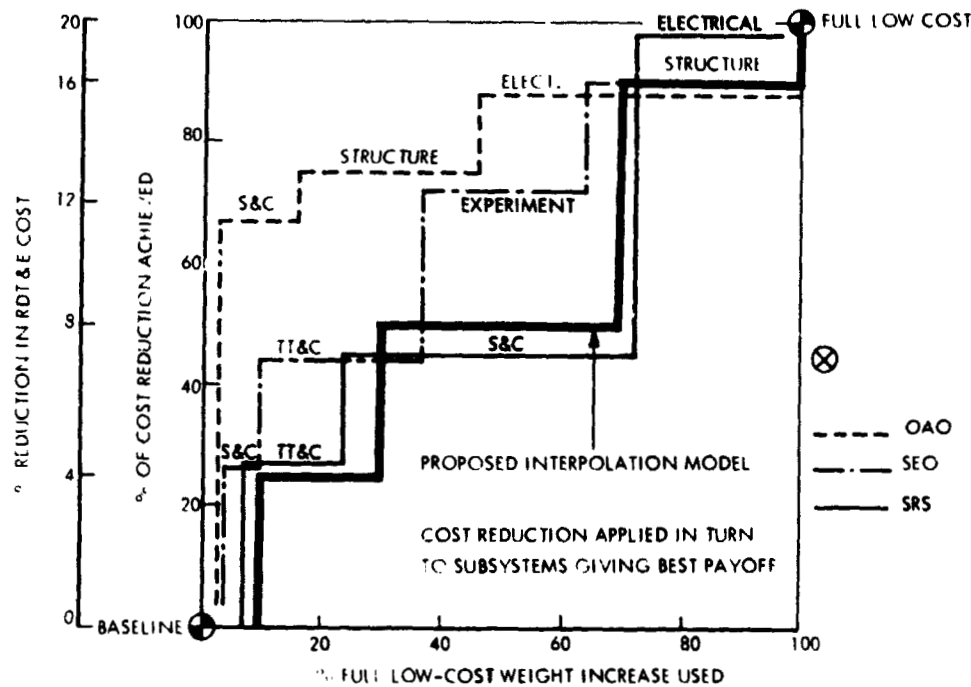 20
16
12
8
4
0
REDUCTION IN RDT&E COST
100
80
60
40
20
% OF COST REDUCTION
ELECTRICAL
FULL LOW COST
STRUCTURE
STRUCTURE
S&C
EXPERIMENT
TT&C
S&C
S&C
TT&C
PROPOSED INTERPOLATION MODEL
COST REDUCTION APPLIED IN TURN
TO SUBSYSTEMS GIVING BEST PAYOFF
OAO
SEO
SRS
BASELINE
20
40
60
80
100
FULL LOW-COST WEIGHT INCREASE USED